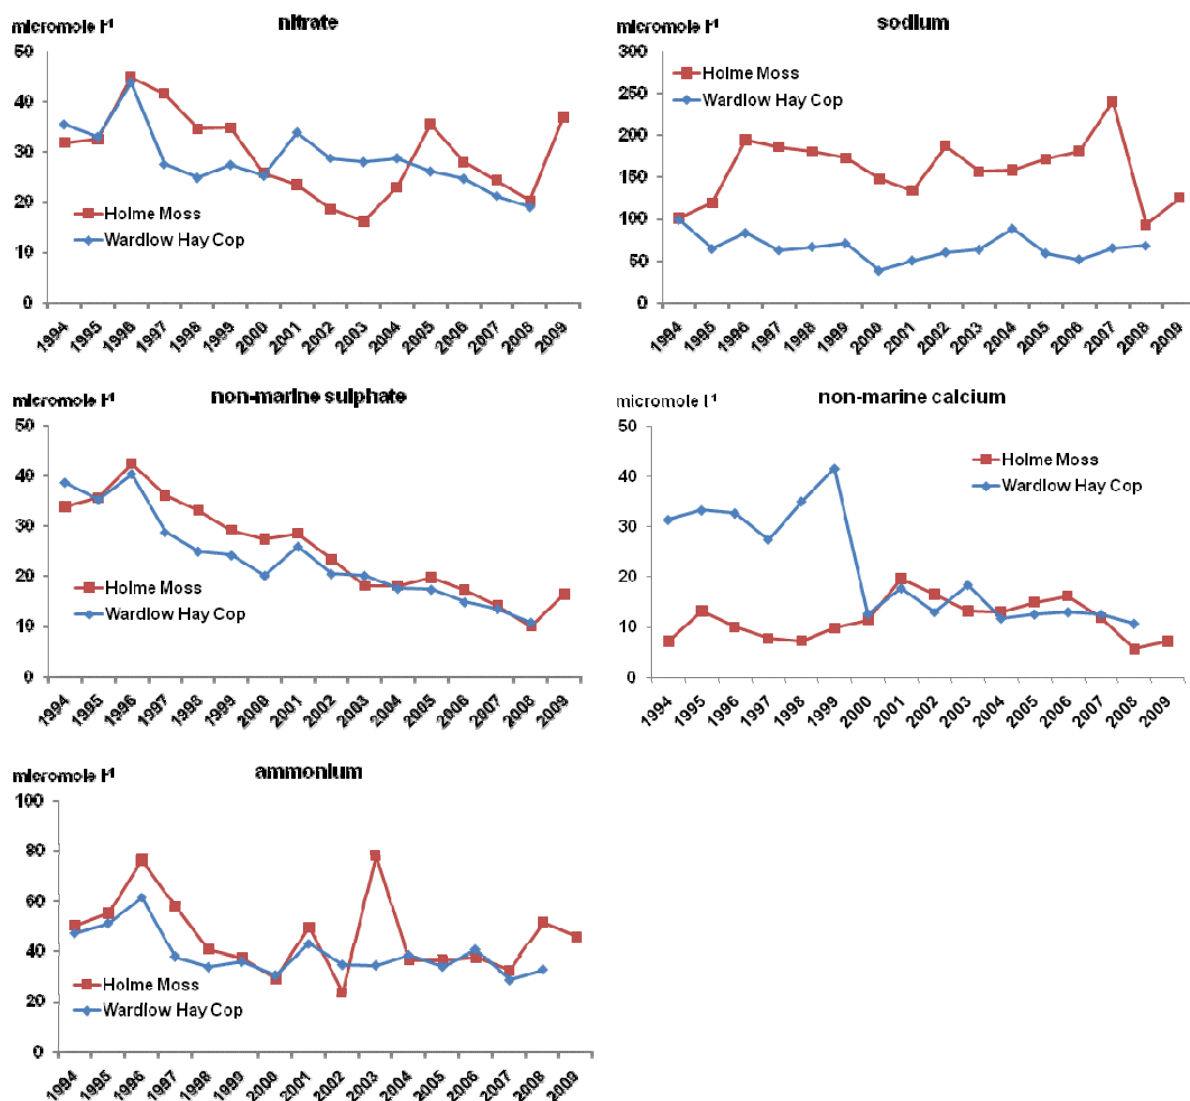 micromole l⁻¹
nitrate
50
40
30
20
10
0
Holme Moss
Wardlow Hay Cop
1994 1995 1996 1997 1998 1999 2000 2001 2002 2003 2004 2005 2006 2007 2008 2009
micromole l⁻¹
sodium
300
250
200
150
100
50
0
Holme Moss
Wardlow Hay Cop
1994 1995 1996 1997 1998 1999 2000 2001 2002 2003 2004 2005 2006 2007 2008 2009
micromole l⁻¹
non-marine sulphate
50
40
30
20
10
0
Holme Moss
Wardlow Hay Cop
1994 1995 1996 1997 1998 1999 2000 2001 2002 2003 2004 2005 2006 2007 2008 2009
micromole l⁻¹
non-marine calcium
50
40
30
20
10
0
Holme Moss
Wardlow Hay Cop
1994 1995 1996 1997 1998 1999 2000 2001 2002 2003 2004 2005 2006 2007 2008 2009
micromole l⁻¹
ammonium
100
80
60
40
20
0
Holme Moss
Wardlow Hay Cop
1994 1995 1996 1997 1998 1999 2000 2001 2002 2003 2004 2005 2006 2007 2008 2009